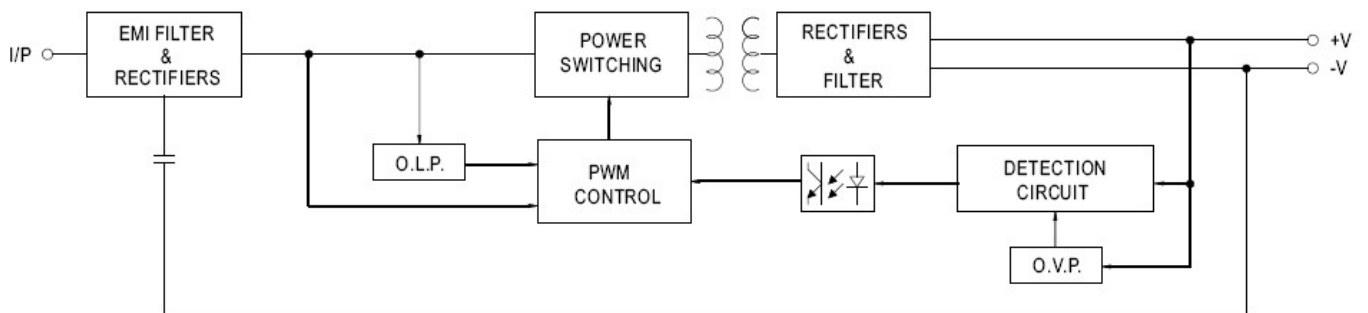 I/P
EMI FILTER
&
RECTIFIERS
POWER
SWITCHING
RECTIFIERS
&
FILTER
+V
-V
O.L.P.
PWM
CONTROL
DETECTION
CIRCUIT
O.V.P.